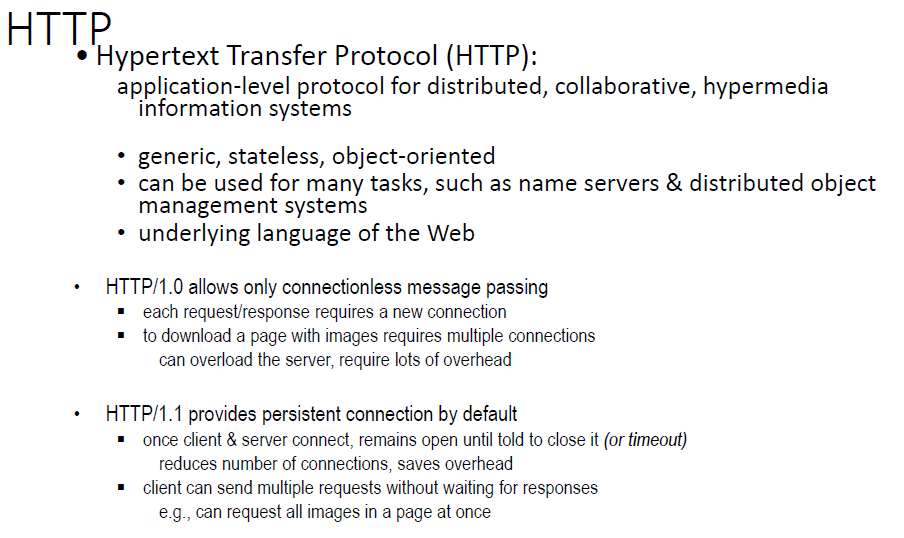 HTTP
• Hypertext Transfer Protocol (HTTP):
application-level protocol for distributed, collaborative, hypermedia
information systems
• generic, stateless, object-oriented
• can be used for many tasks, such as name servers & distributed object
management systems
• underlying language of the Web
• HTTP/1.0 allows only connectionless message passing
▪ each request/response requires a new connection
▪ to download a page with images requires multiple connections
can overload the server, require lots of overhead
• HTTP/1.1 provides persistent connection by default
▪ once client & server connect, remains open until told to close it (or timeout)
reduces number of connections, saves overhead
▪ client can send multiple requests without waiting for responses
e.g., can request all images in a page at once